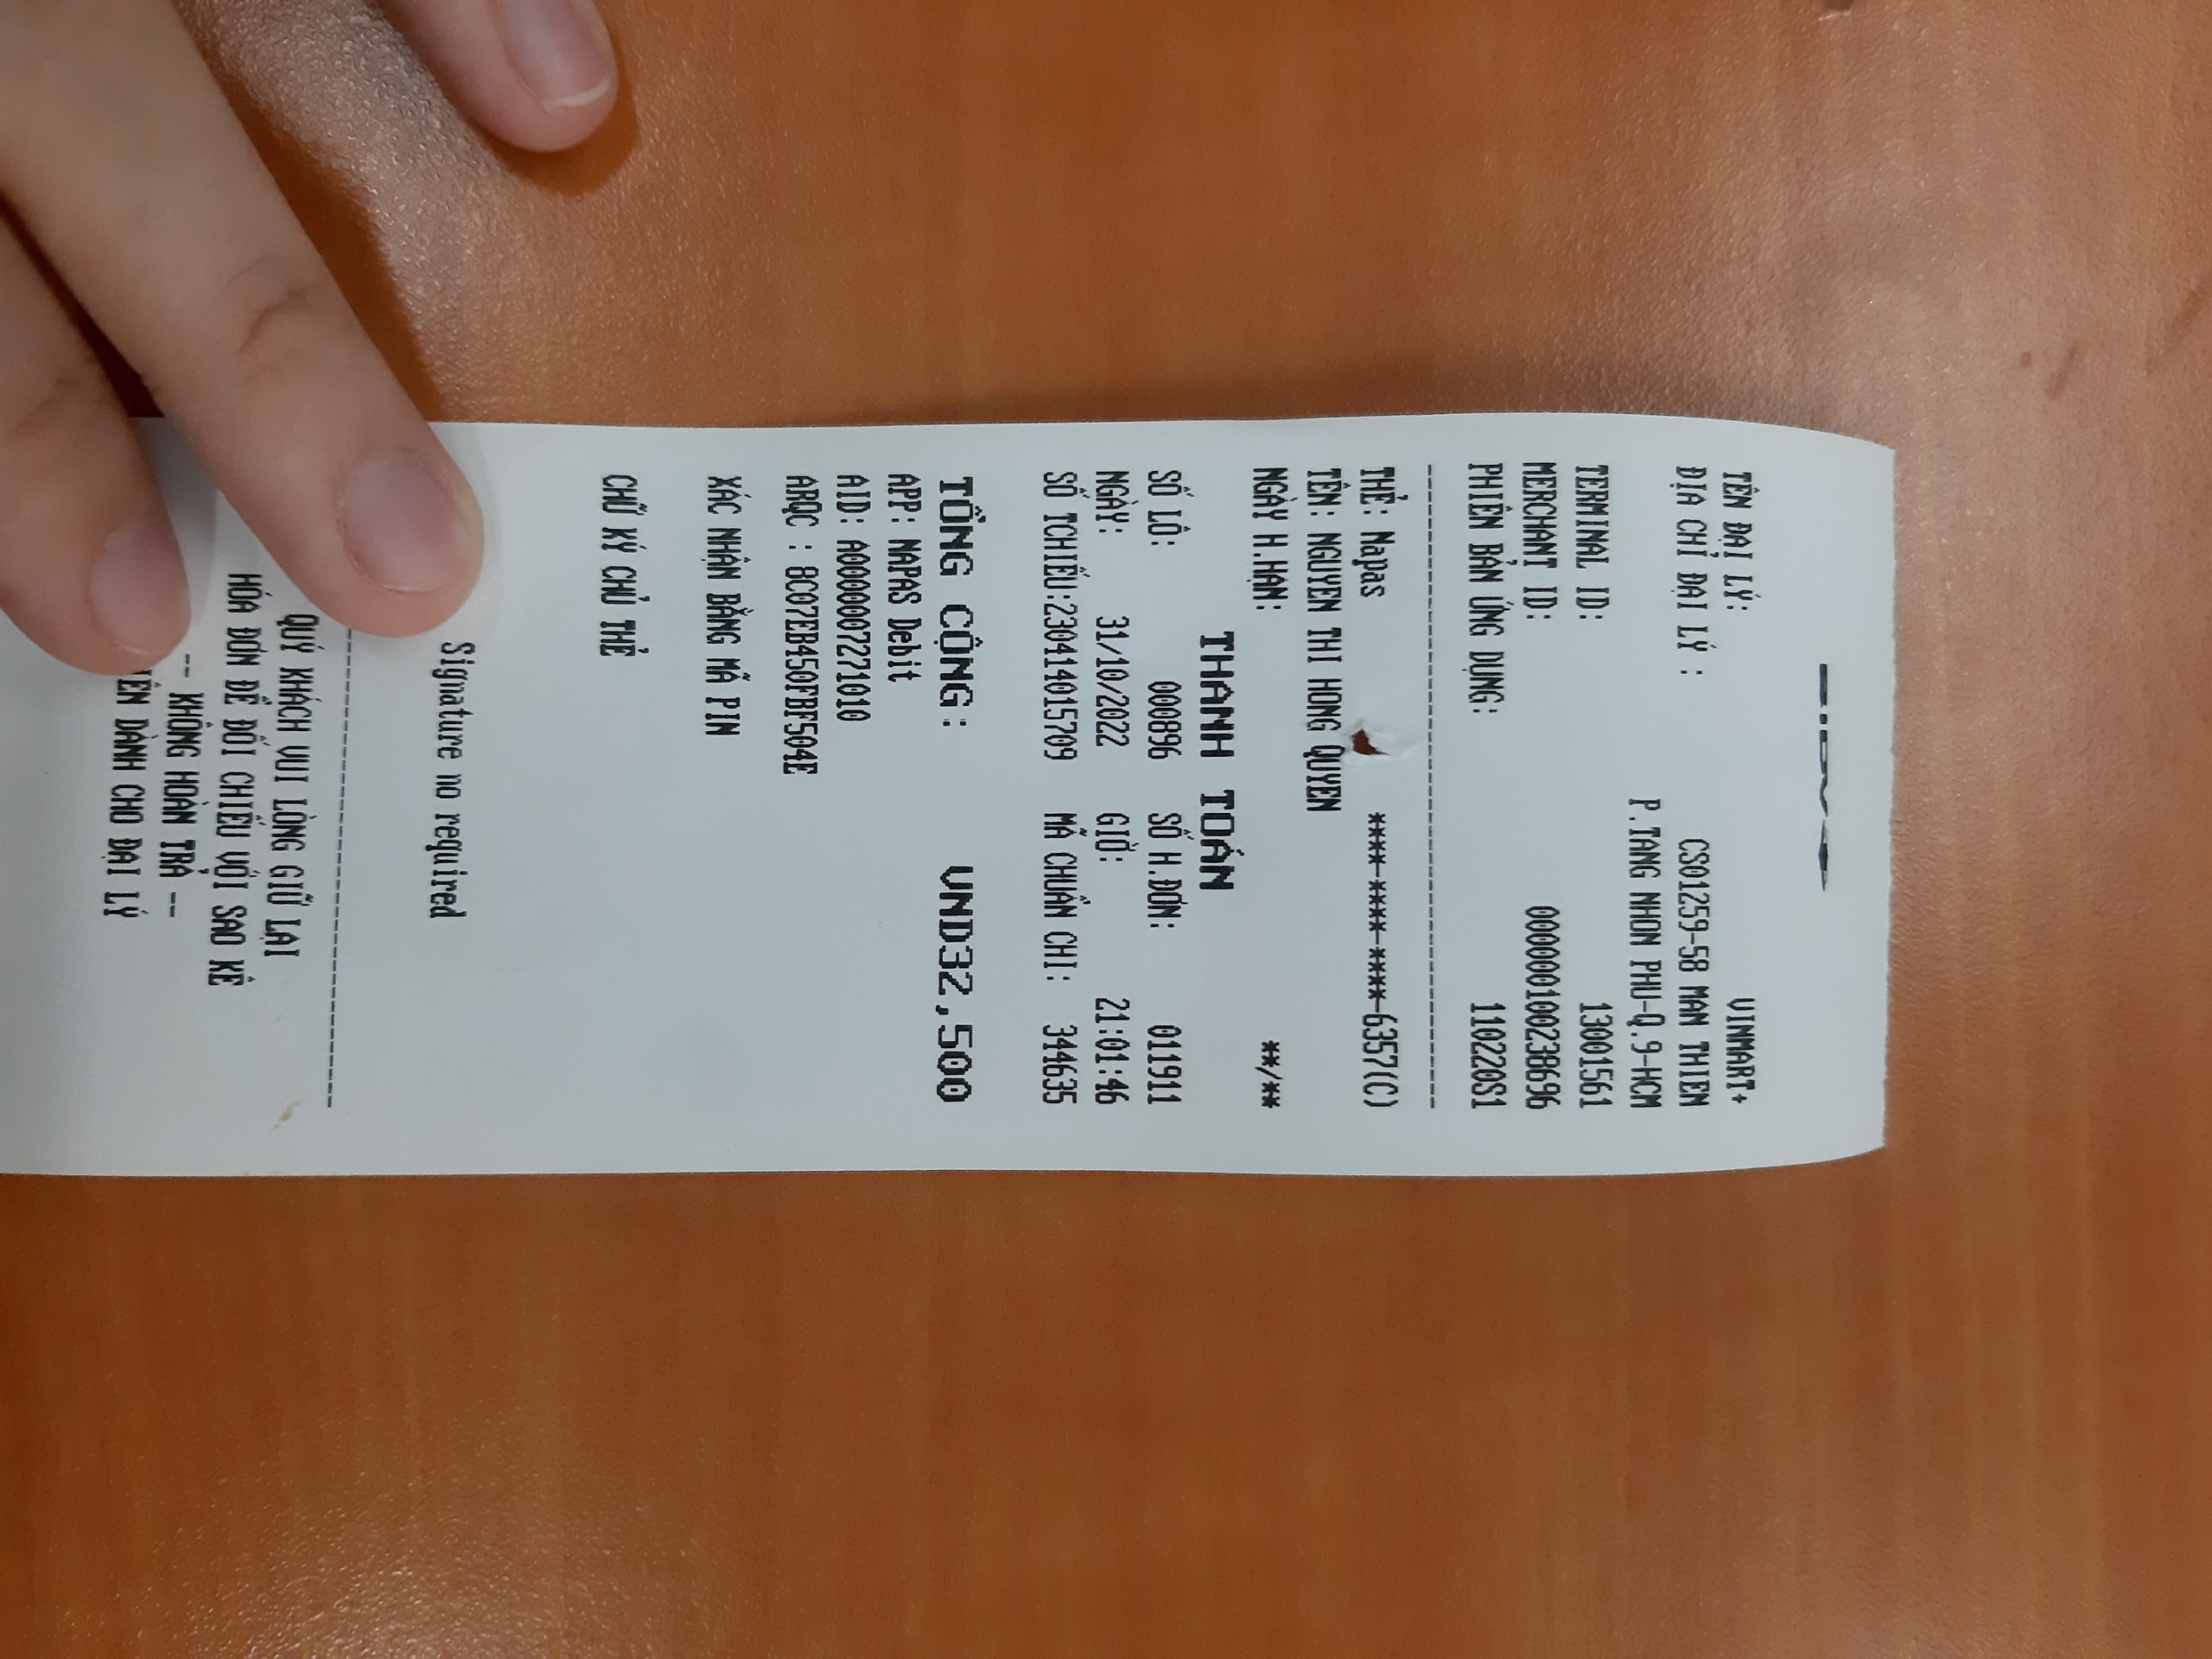 BIDV
TÊN ĐẠI LÝ: VINMART+
ĐỊA CHỈ ĐẠI LÝ : CS01259-58 MAN THIEN
P.TANG NHON PHU-Q.9-HCM
TERMINAL ID: 13001561
MERCHANT ID: 000000100238696
PHIÊN BẢN ỨNG DỤNG: 110220S1
THẺ: Napas ****-****-****-6357(C)
TÊN: NGUYEN THI HONG QUYEN
NGÀY H.HẠN: **/**
THANH TOÁN
SỐ LÔ: 000896 SỐ H.ĐƠN: 011911
NGÀY: 31/10/2022 GIỜ: 21:01:46
SỐ TCHIẾU:230414015709 MÃ CHUẨN CHI: 344635
TỔNG CỘNG: VND32,500
APP: NAPAS Debit
AID: A0000007271010
ARQC : 8C07EB450FBF504E
XÁC NHẬN BẰNG MÃ PIN
CHỮ KÝ CHỦ THẺ
Signature no required
QUÝ KHÁCH VUI LÒNG GIỮ LẠI
HÓA ĐƠN ĐỂ ĐỐI CHIẾU VỚI SAO KÊ
-- KHÔNG HOÀN TRẢ --
DÀNH CHO ĐẠI LÝ